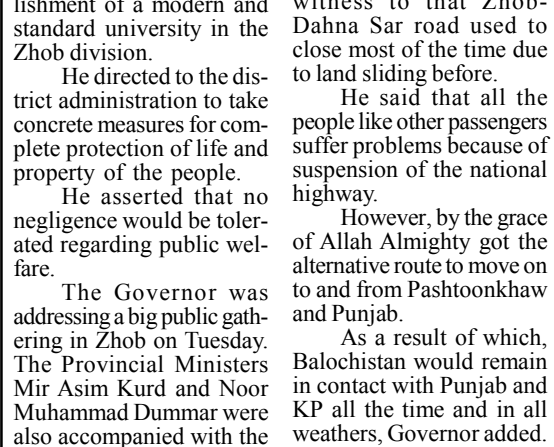 lishment of a modern and
standard university in the
Zhob division.
He directed to the dis-
trict administration to take
concrete measures for com-
plete protection of life and
property of the people.
He asserted that no
negligence would be toler-
ated regarding public wel-
fare.
The Governor was
addressing a big public gath-
ering in Zhob on Tuesday.
The Provincial Ministers
Mir Asim Kurd and Noor
Muhammad Dummar were
also accompanied with the
witness to that Zhob-
Dahna Sar road used to
close most of the time due
to land sliding before.
He said that all the
people like other passengers
suffer problems because of
suspension of the national
highway.
However, by the grace
of Allah Almighty got the
alternative route to move on
to and from Pashtoonkhaw
and Punjab.
As a result of which,
Balochistan would remain
in contact with Punjab and
KP all the time and in all
weathers, Governor added.